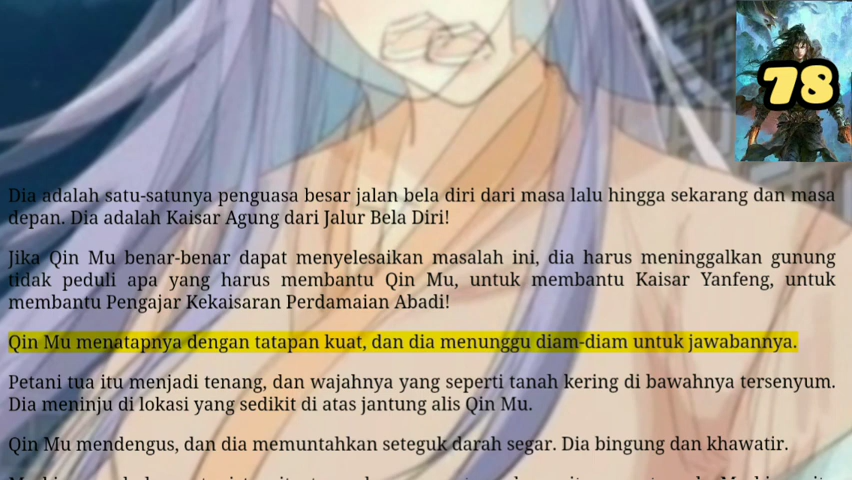 78
Dia adalah satu-satunya penguasa besar jalan bela diri dari masa lalu hingga sekarang dan masa
depan. Dia adalah Kaisar Agung dari Jalur Bela Diri!
Jika Qin Mu benar-benar dapat menyelesaikan masalah ini, dia harus meninggalkan gunung
tidak peduli apa yang harus membantu Qin Mu, untuk membantu Kaisar Yanfeng, untuk
membantu Pengajar Kekaisaran Perdamaian Abadi!
Qin Mu menatapnya dengan tatapan kuat, dan dia menunggu diam-diam untuk jawabannya.
Petani tua itu menjadi tenang, dan wajahnya yang seperti tanah kering di bawahnya tersenyum.
Dia meninju di lokasi yang sedikit di atas jantung alis Qin Mu.
Qin Mu mendengus, dan dia memuntahkan seteguk darah segar. Dia bingung dan khawatir.